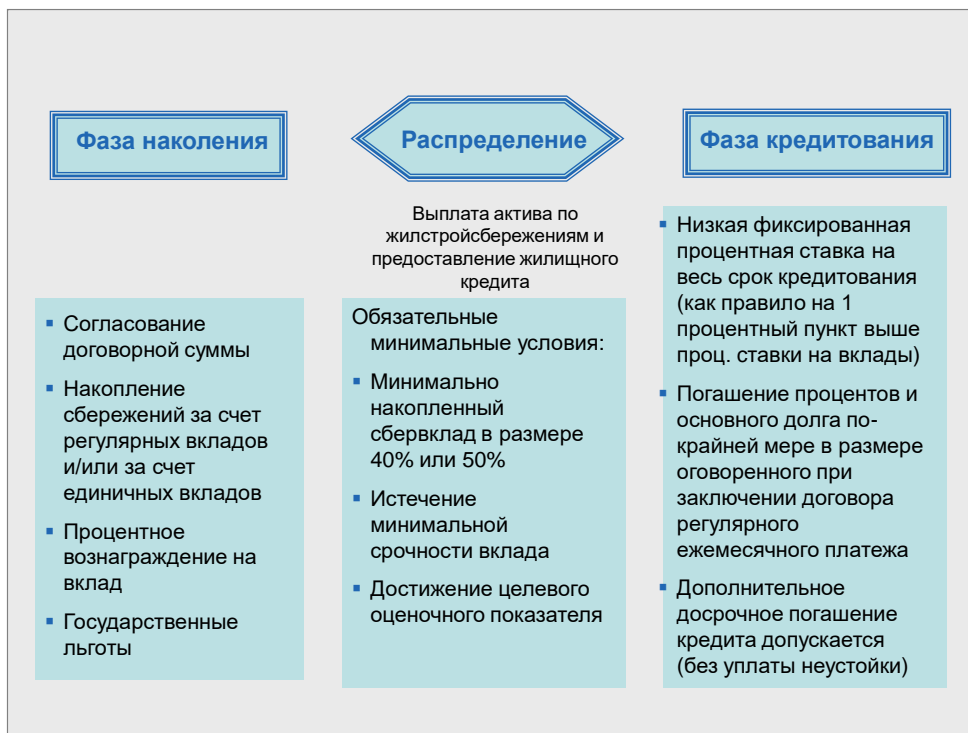 Фаза наколения
Согласование
договорной суммы
Накопление
сбережений за счет
регулярных вкладов
и/или за счет
единичных вкладов
Процентное
вознаграждение на
вклад
Государственные
льготы
Распределение
Выплата актива по
жилстройсбережениям и
предоставление жилищного
кредита
Обязательные
минимальные условия:
Минимально
накопленный
сбервклад в размере
40% или 50%
Истечение
минимальной
срочности вклада
Достижение целевого
оценочного показателя
Фаза кредитования
Низкая фиксированная
процентная ставка на
весь срок кредитования
(как правило на 1
процентный пункт выше
проц. ставки на вклады)
Погашение процентов и
основного долга по-
крайней мере в размере
оговоренного при
заключении договора
регулярного
ежемесячного платежа
Дополнительное
досрочное погашение
кредита допускается
(без уплаты неустойки)